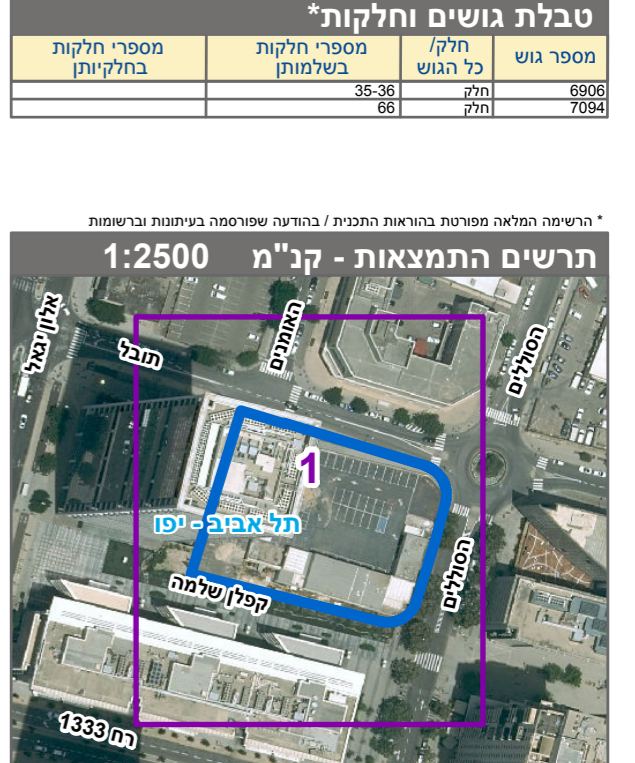 טבלת גושים וחלקות*
מספר גוש חלק/ כל הגוש מספרי חלקות בשלמותן מספרי חלקות בחלקיותן
6906 חלק 35-36
7094 חלק 66
* הרשימה המלאה מפורטת בהוראות התכנית / בהודעה שפורסמה בעיתונות וברשומות
תרשים התמצאות - קנ"מ 1:2500
אלון יגאל
האומנים
הסוללים
תובל
1
תל אביב - יפו
הסוללים
קפלן שלמה
רח 1333